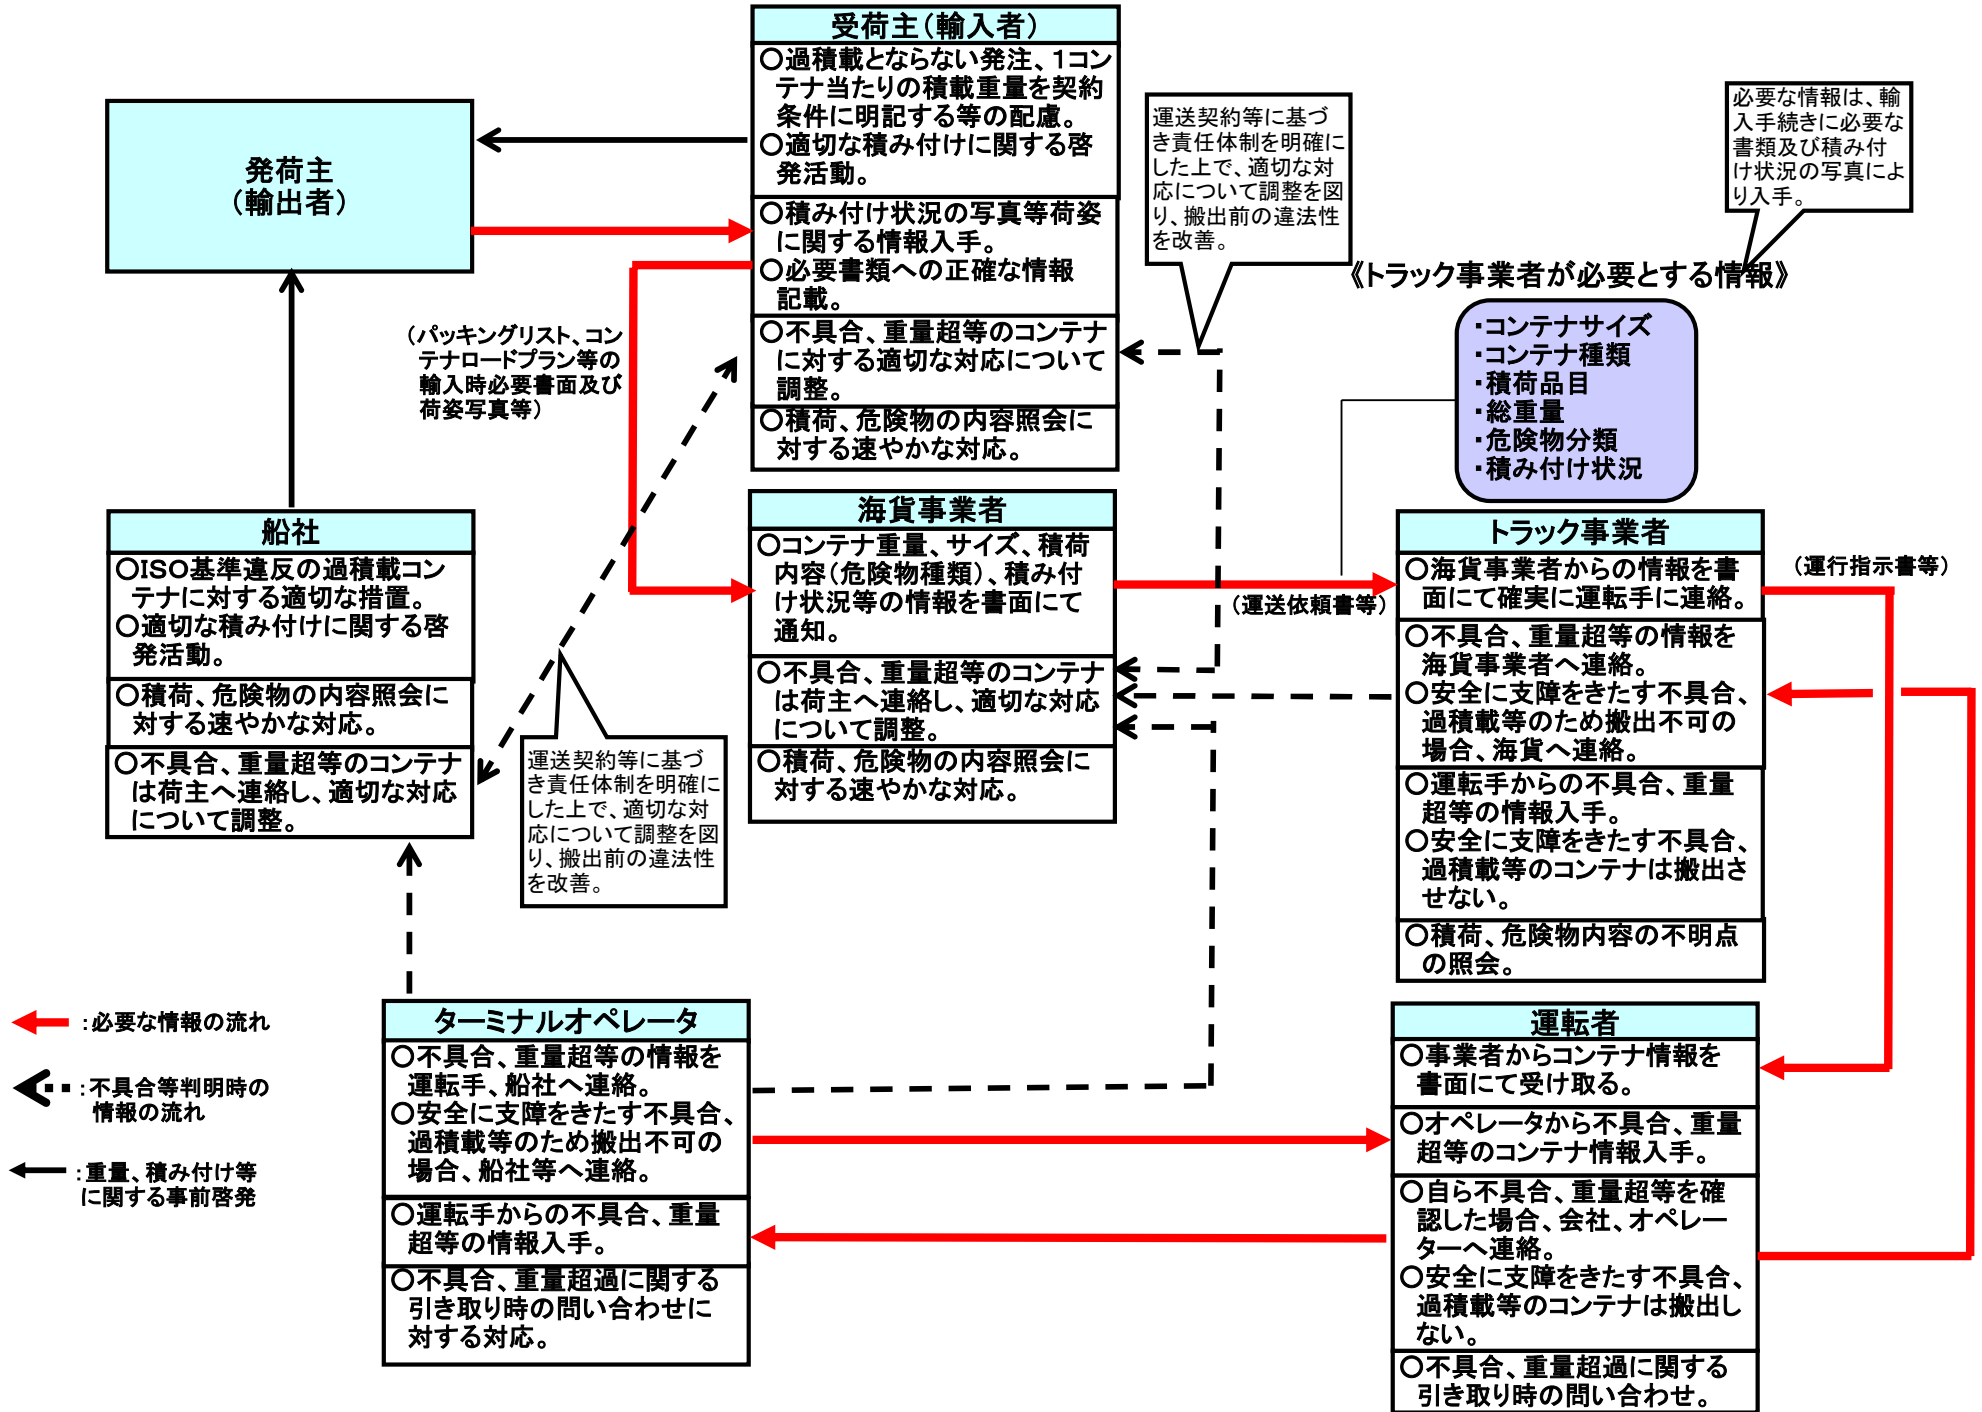 受荷主（輸入者）
○過積載とならない発注、1コン
テナ当たりの積載重量を契約
条件に明記する等の配慮。
○適切な積み付けに関する啓
発活動。
○積み付け状況の写真等荷姿
に関する情報入手。
○必要書類への正確な情報
記載。
○不具合、重量超等のコンテナ
に対する適切な対応について
調整。
○積荷、危険物の内容照会に
対する速やかな対応。
発荷主
（輸出者）
運送契約等に基づ
き責任体制を明確に
した上で、適切な対
応について調整を図
り、搬出前の違法性
を改善。
必要な情報は、輸
入手続きに必要な
書類及び積み付
け状況の写真によ
り入手。
《トラック事業者が必要とする情報》
・コンテナサイズ
・コンテナ種類
・積荷品目
・総重量
・危険物分類
・積み付け状況
（パッキングリスト、コン
テナロードプラン等の
輸入時必要書面及び
荷姿写真等）
船社
○ISO基準違反の過積載コン
テナに対する適切な措置。
○適切な積み付けに関する啓
発活動。
○積荷、危険物の内容照会に
対する速やかな対応。
○不具合、重量超等のコンテナ
は荷主へ連絡し、適切な対応
について調整。
海貨事業者
○コンテナ重量、サイズ、積荷
内容（危険物種類）、積み付
け状況等の情報を書面にて
通知。
○不具合、重量超等のコンテナ
は荷主へ連絡し、適切な対応
について調整。
○積荷、危険物の内容照会に
対する速やかな対応。
（運送依頼書等）
トラック事業者
○海貨事業者からの情報を書
面にて確実に運転手に連絡。
○不具合、重量超等の情報を
海貨事業者へ連絡。
○安全に支障をきたす不具合、
過積載等のため搬出不可の
場合、海貨へ連絡。
○運転手からの不具合、重量
超等の情報入手。
○安全に支障をきたす不具合、
過積載等のコンテナは搬出さ
せない。
○積荷、危険物内容の不明点
の照会。
（運行指示書等）
運送契約等に基づ
き責任体制を明確に
した上で、適切な対
応について調整を図
り、搬出前の違法性
を改善。
：必要な情報の流れ
：不具合等判明時の
情報の流れ
：重量、積み付け等
に関する事前啓発
ターミナルオペレータ
○不具合、重量超等の情報を
運転手、船社へ連絡。
○安全に支障をきたす不具合、
過積載等のため搬出不可の
場合、船社等へ連絡。
○運転手からの不具合、重量
超等の情報入手。
○不具合、重量超過に関する
引き取り時の問い合わせに
対する対応。
運転者
○事業者からコンテナ情報を
書面にて受け取る。
○オペレータから不具合、重量
超等のコンテナ情報入手。
○自ら不具合、重量超等を確
認した場合、会社、オペレー
ターへ連絡。
○安全に支障をきたす不具合、
過積載等のコンテナは搬出し
ない。
○不具合、重量超過に関する
引き取り時の問い合わせ。